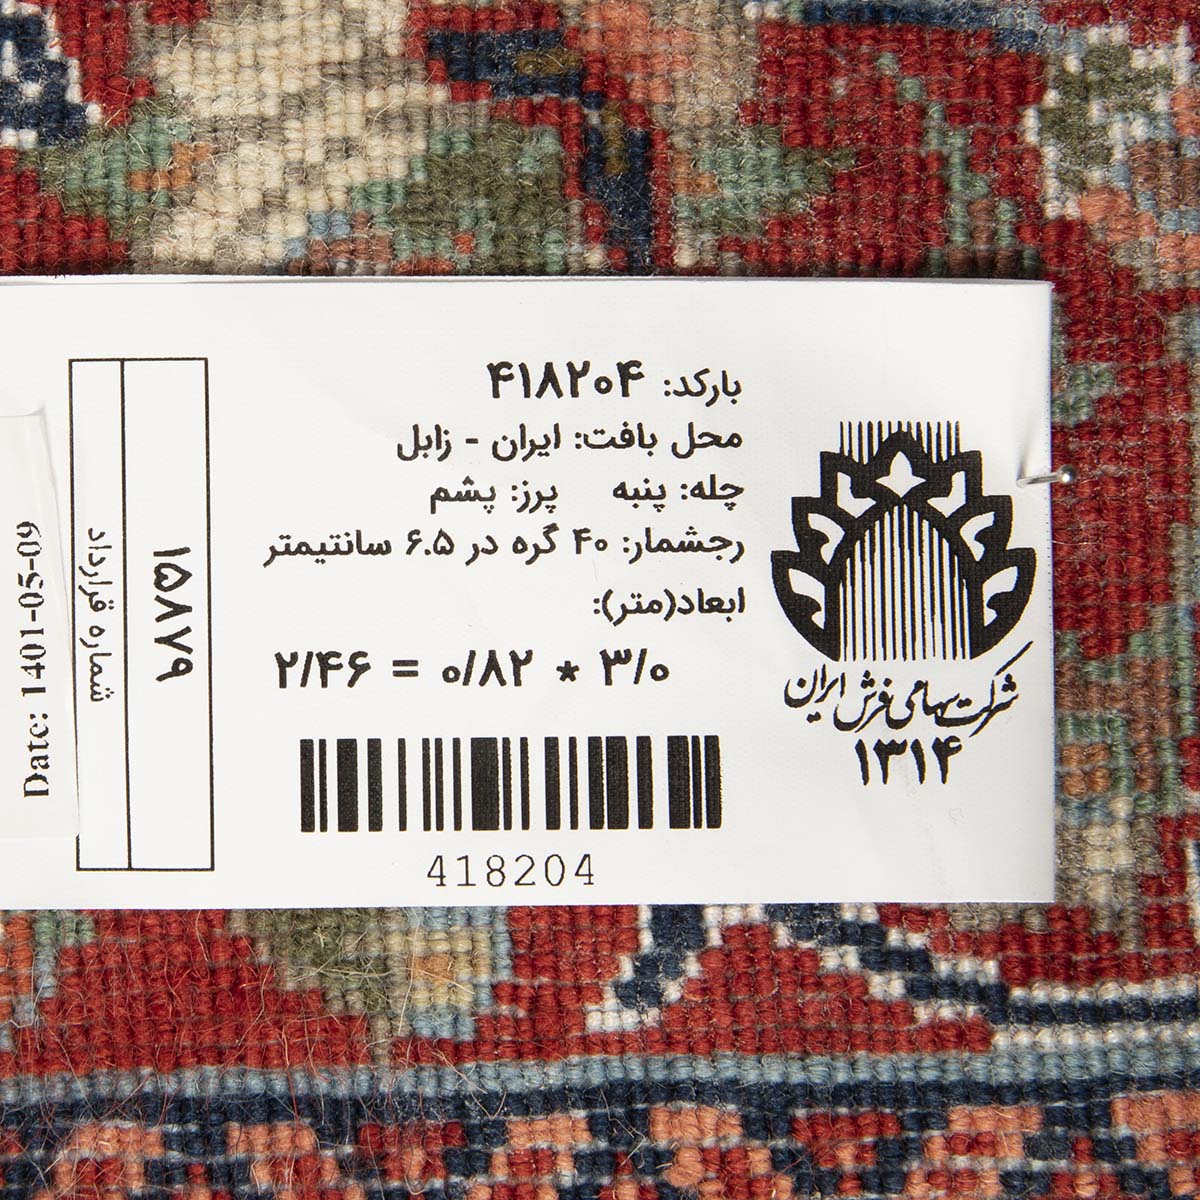 بارکد: ۴۱۸۲۰۴
محل بافت: ایران - زابل
چله: پنبه پرز: پشم
رجشمار: ۴۰ گره در ۶.۵ سانتیمتر
ابعاد(متر):
۳/۰ * ۰/۸۲ = ۲/۴۶
418204
شرکت سهامی فرش ایران
۱۳۱۴
۱۵۸۷۹
شماره قرارداد
Date: 1401-05-09